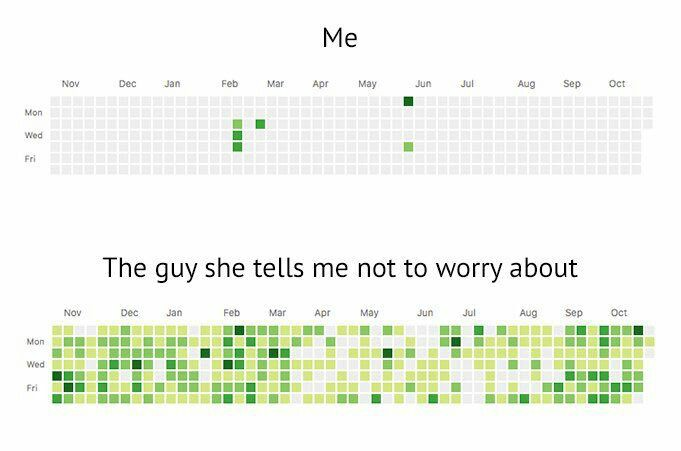 Me
Nov Dec Jan Feb Mar Apr May Jun Jul Aug Sep Oct
Mon
Wed
Fri
The guy she tells me not to worry about
Nov Dec Jan Feb Mar Apr May Jun Jul Aug Sep Oct
Mon
Wed
Fri